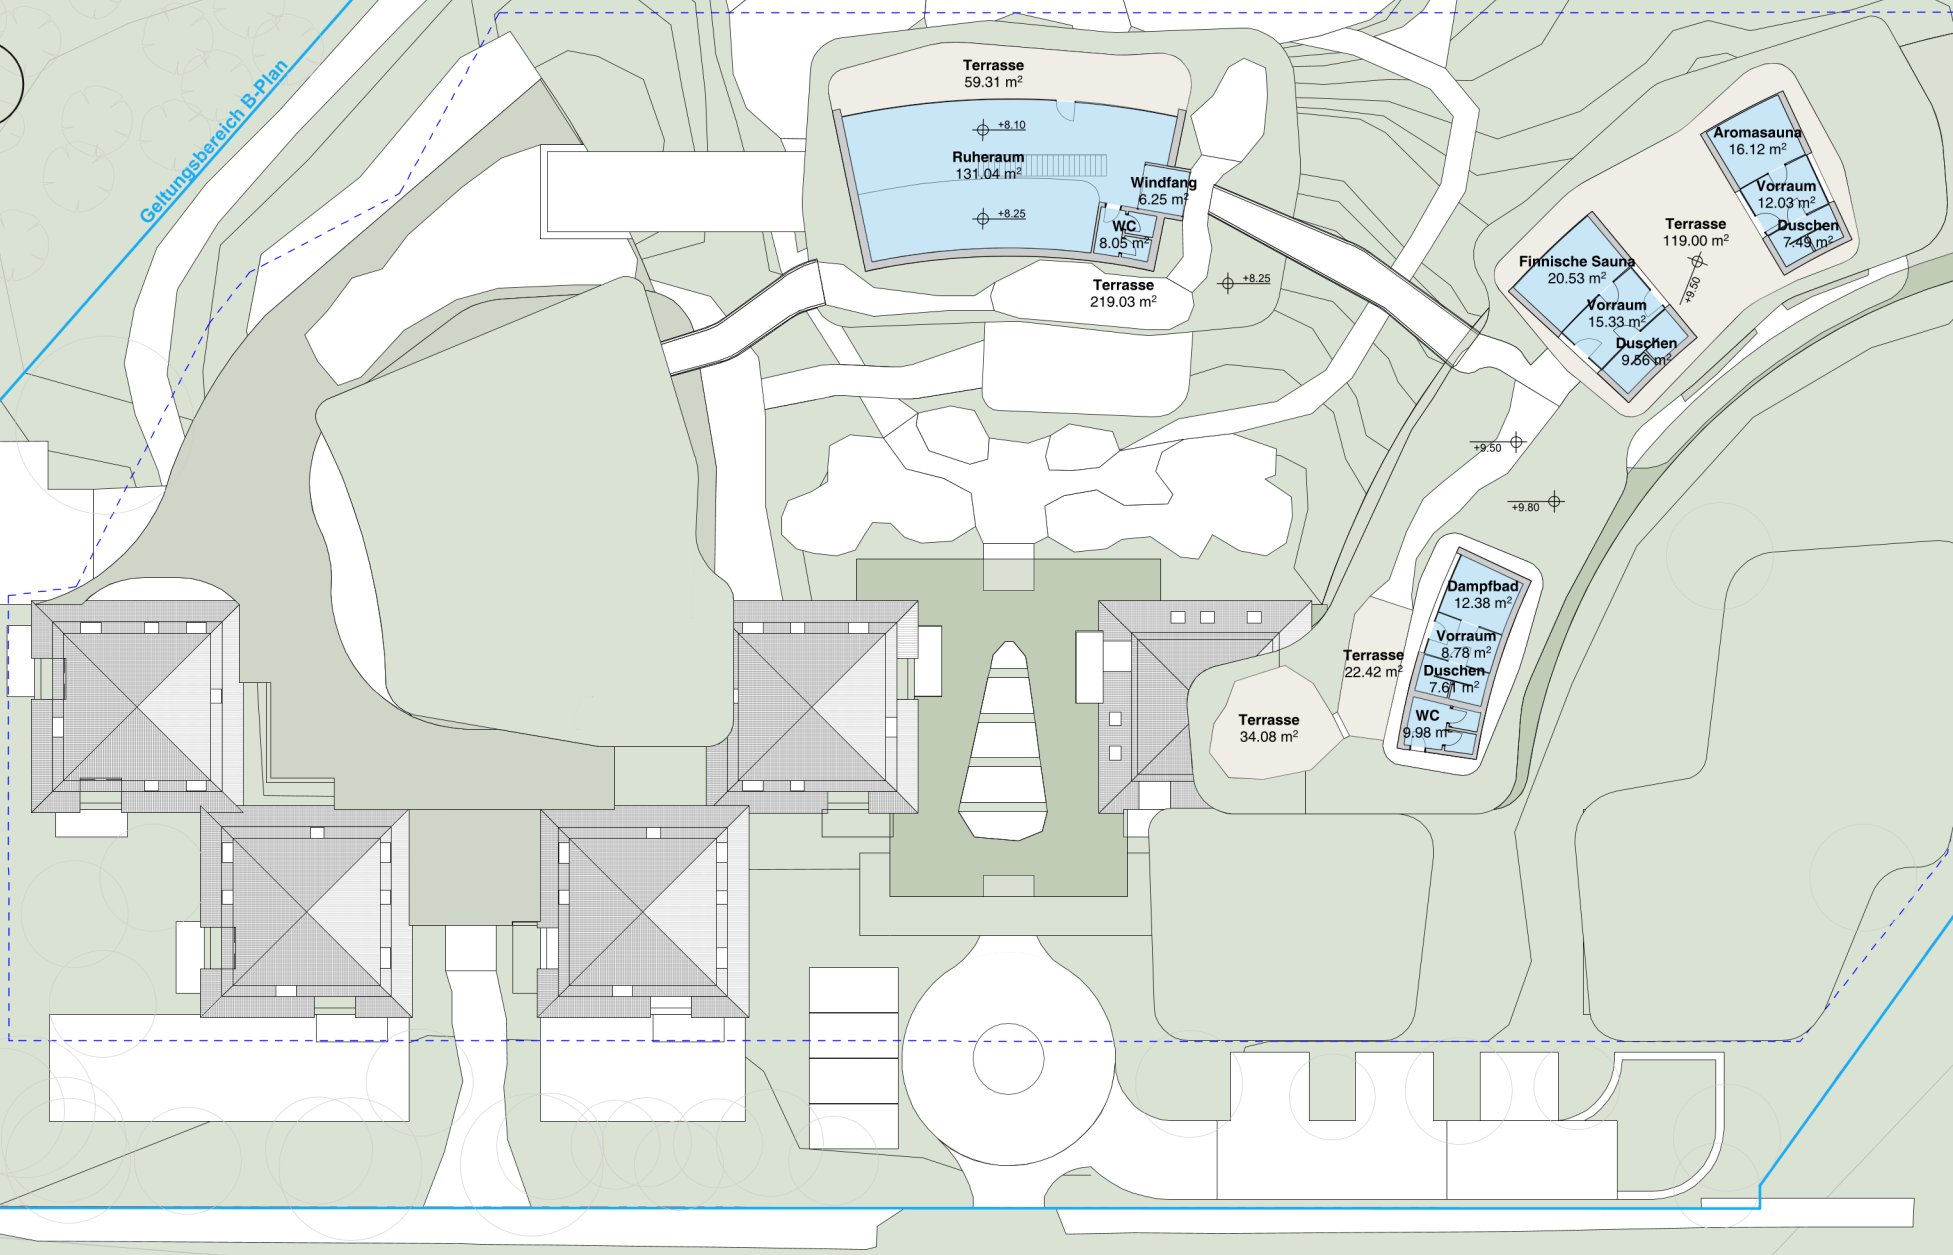 Geltungsbereich B-Plan
Terrasse
59.31 m²
+8.10
Ruheraum
131.04 m²
+8.25
Windfang
6.25 m²
WC
8.05 m²
Terrasse
219.03 m²
+8.25
Aromasauna
16.12 m²
Vorraum
12.03 m²
Duschen
7.49 m²
Terrasse
119.00 m²
+9.50
Finnische Sauna
20.53 m²
Vorraum
15.33 m²
Duschen
9.56 m²
+9.50
+9.80
Dampfbad
12.38 m²
Vorraum
8.78 m²
Duschen
7.61 m²
WC
9.98 m²
Terrasse
22.42 m²
Terrasse
34.08 m²